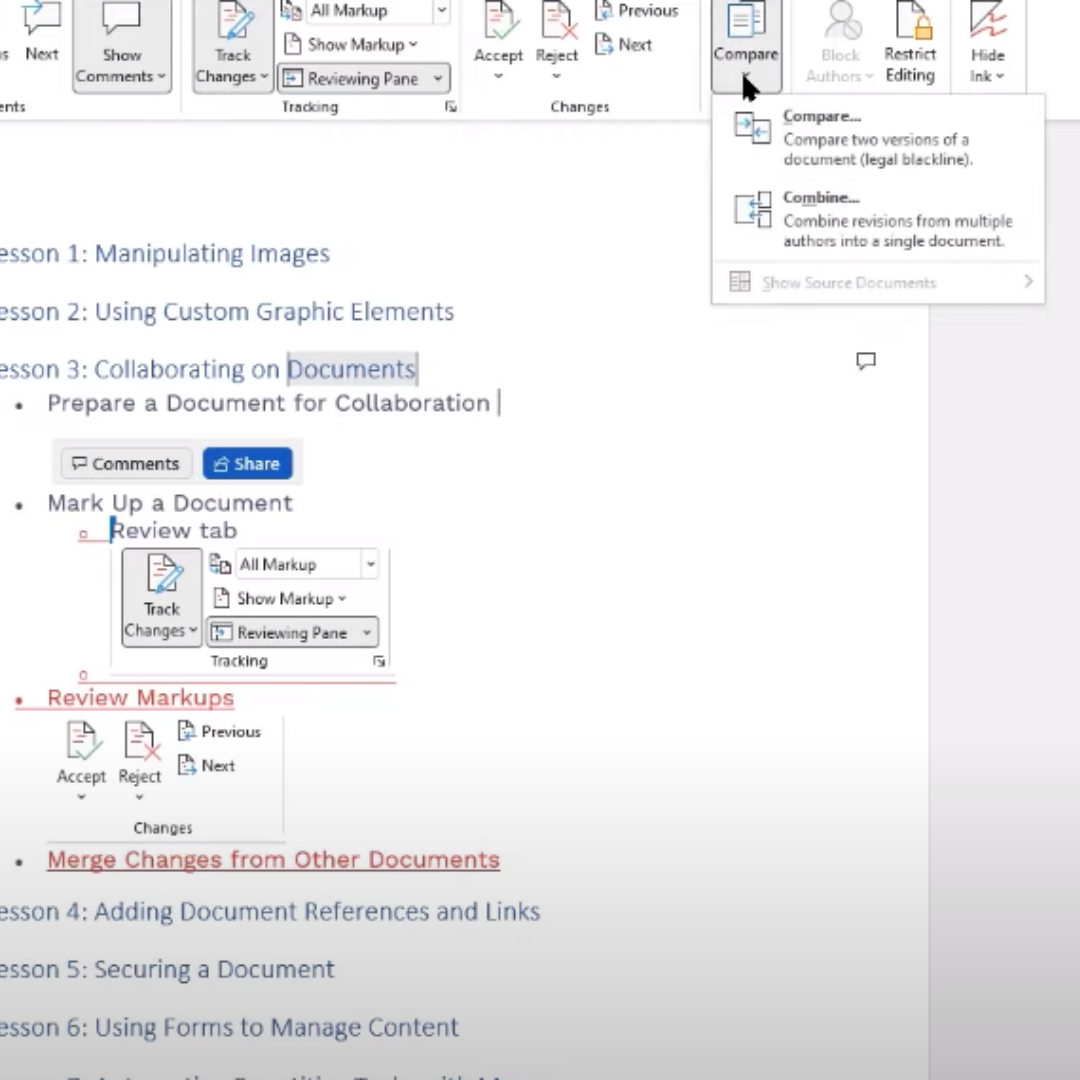 Next
Show
Comments
Track
Changes
All Markup
Show Markup
Reviewing Pane
Tracking
Accept
Reject
Previous
Next
Changes
Compare
Block
Authors
Restrict
Editing
Hide
Ink
Compare...
Compare two versions of a
document (legal blackline).
Combine...
Combine revisions from multiple
authors into a single document.
Show Source Documents
esson 1: Manipulating Images
esson 2: Using Custom Graphic Elements
esson 3: Collaborating on Documents
• Prepare a Document for Collaboration
Comments
Share
• Mark Up a Document
o Review tab
Track
Changes
All Markup
Show Markup
Reviewing Pane
Tracking
o
• Review Markups
Accept
Reject
Previous
Next
Changes
• Merge Changes from Other Documents
esson 4: Adding Document References and Links
esson 5: Securing a Document
esson 6: Using Forms to Manage Content